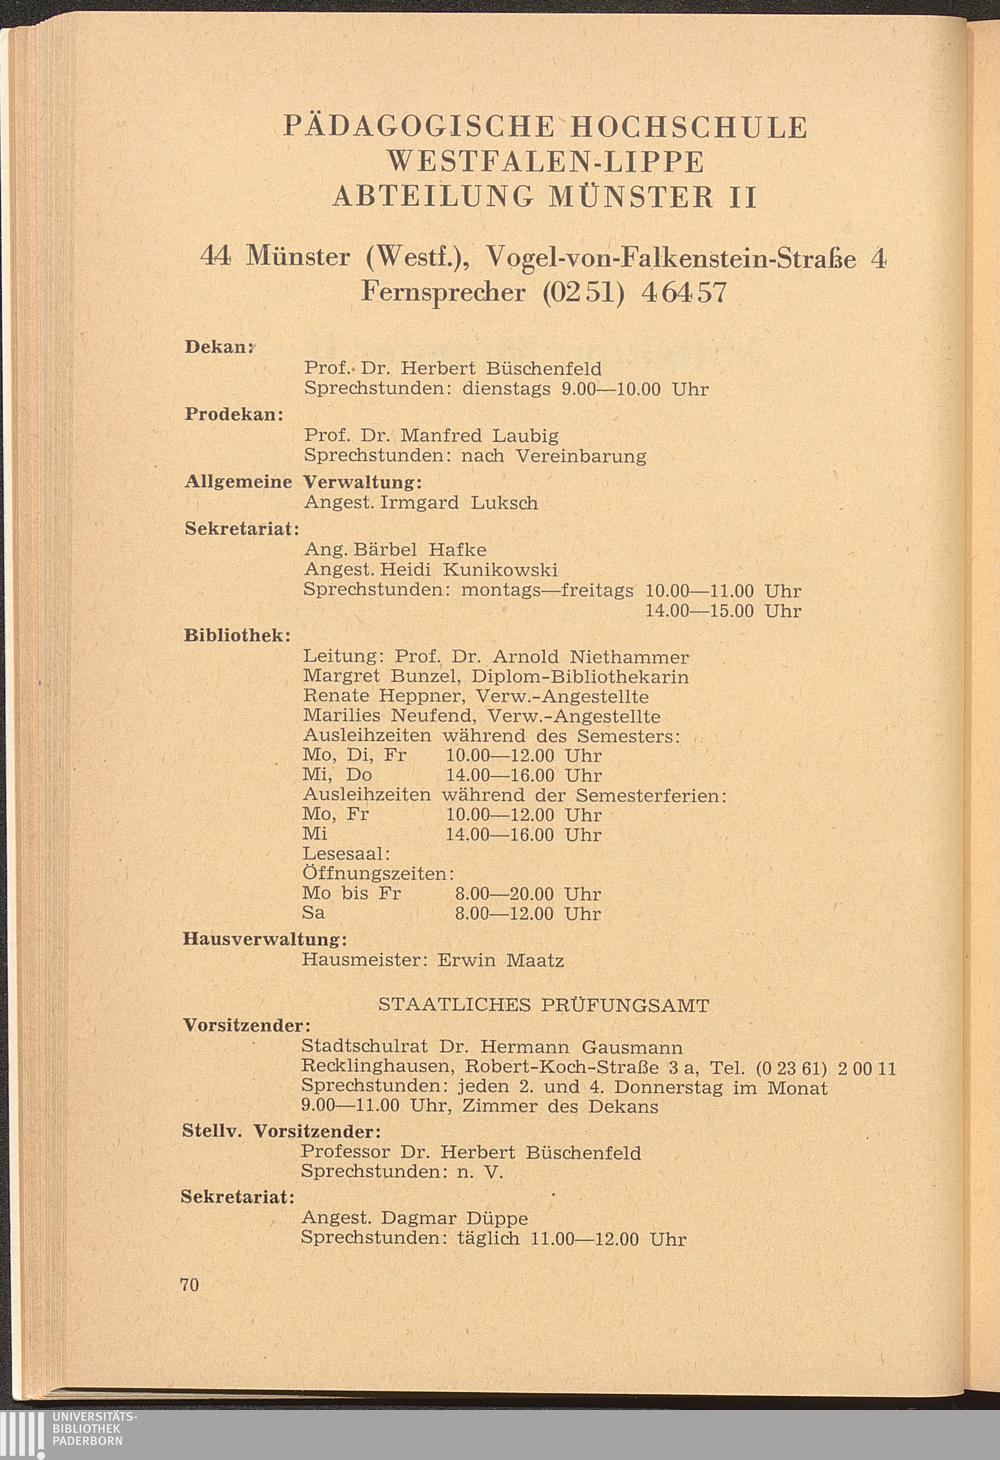 PÄDAGOGISCHE HOCHSCHULE
WESTFALEN-LIPPE
ABTEILUNG MÜNSTER II
44 Münster (Westf.), Vogel-von-Falkenstein-Straße 4
Fernsprecher (02 51) 4 64 57
Dekan:
Prof. Dr. Herbert Büschenfeld
Sprechstunden: dienstags 9.00—10.00 Uhr
Prodekan:
Prof. Dr. Manfred Laubig
Sprechstunden: nach Vereinbarung
Allgemeine Verwaltung:
Angest. Irmgard Luksch
Sekretariat:
Ang. Bärbel Hafke
Angest. Heidi Kunikowski
Sprechstunden: montags—freitags 10.00—11.00 Uhr
14.00—15.00 Uhr
Bibliothek:
Leitung: Prof. Dr. Arnold Niethammer
Margret Bunzel, Diplom-Bibliothekarin
Renate Heppner, Verw.-Angestellte
Marilies Neufend, Verw.-Angestellte
Ausleihzeiten während des Semesters:
Mo, Di, Fr 10.00—12.00 Uhr
Mi, Do 14.00—16.00 Uhr
Ausleihzeiten während der Semesterferien:
Mo, Fr 10.00—12.00 Uhr
Mi 14.00—16.00 Uhr
Lesesaal:
Öffnungszeiten:
Mo bis Fr 8.00—20.00 Uhr
Sa 8.00—12.00 Uhr
Hausverwaltung:
Hausmeister: Erwin Maatz
STAATLICHES PRÜFUNGSAMT
Vorsitzender:
Stadtschulrat Dr. Hermann Gausmann
Recklinghausen, Robert-Koch-Straße 3 a, Tel. (0 23 61) 2 00 11
Sprechstunden: jeden 2. und 4. Donnerstag im Monat
9.00—11.00 Uhr, Zimmer des Dekans
Stellv. Vorsitzender:
Professor Dr. Herbert Büschenfeld
Sprechstunden: n. V.
Sekretariat:
Angest. Dagmar Düppe
Sprechstunden: täglich 11.00—12.00 Uhr
70
UNIVERSITÄTS-
BIBLIOTHEK
PADERBORN